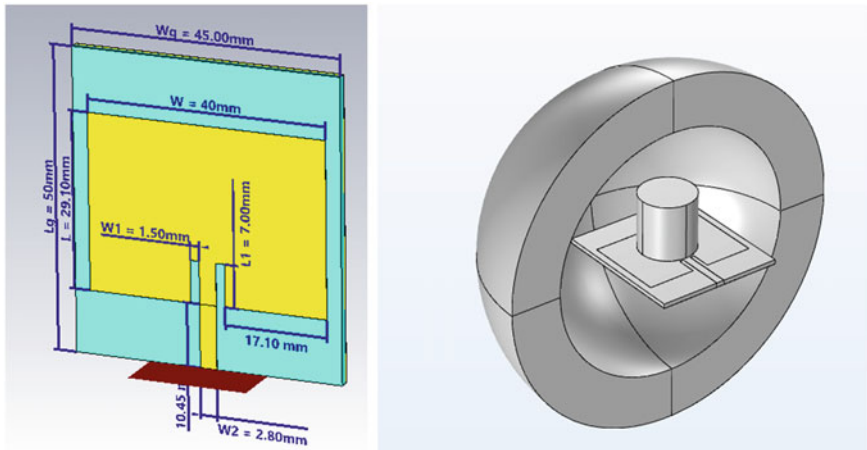 Wg = 45.00mm
W = 40mm
Lg = 50mm
L = 29.10mm
W1 = 1.50mm
L1 = 7.00mm
17.10 mm
10.45
W2 = 2.80mm